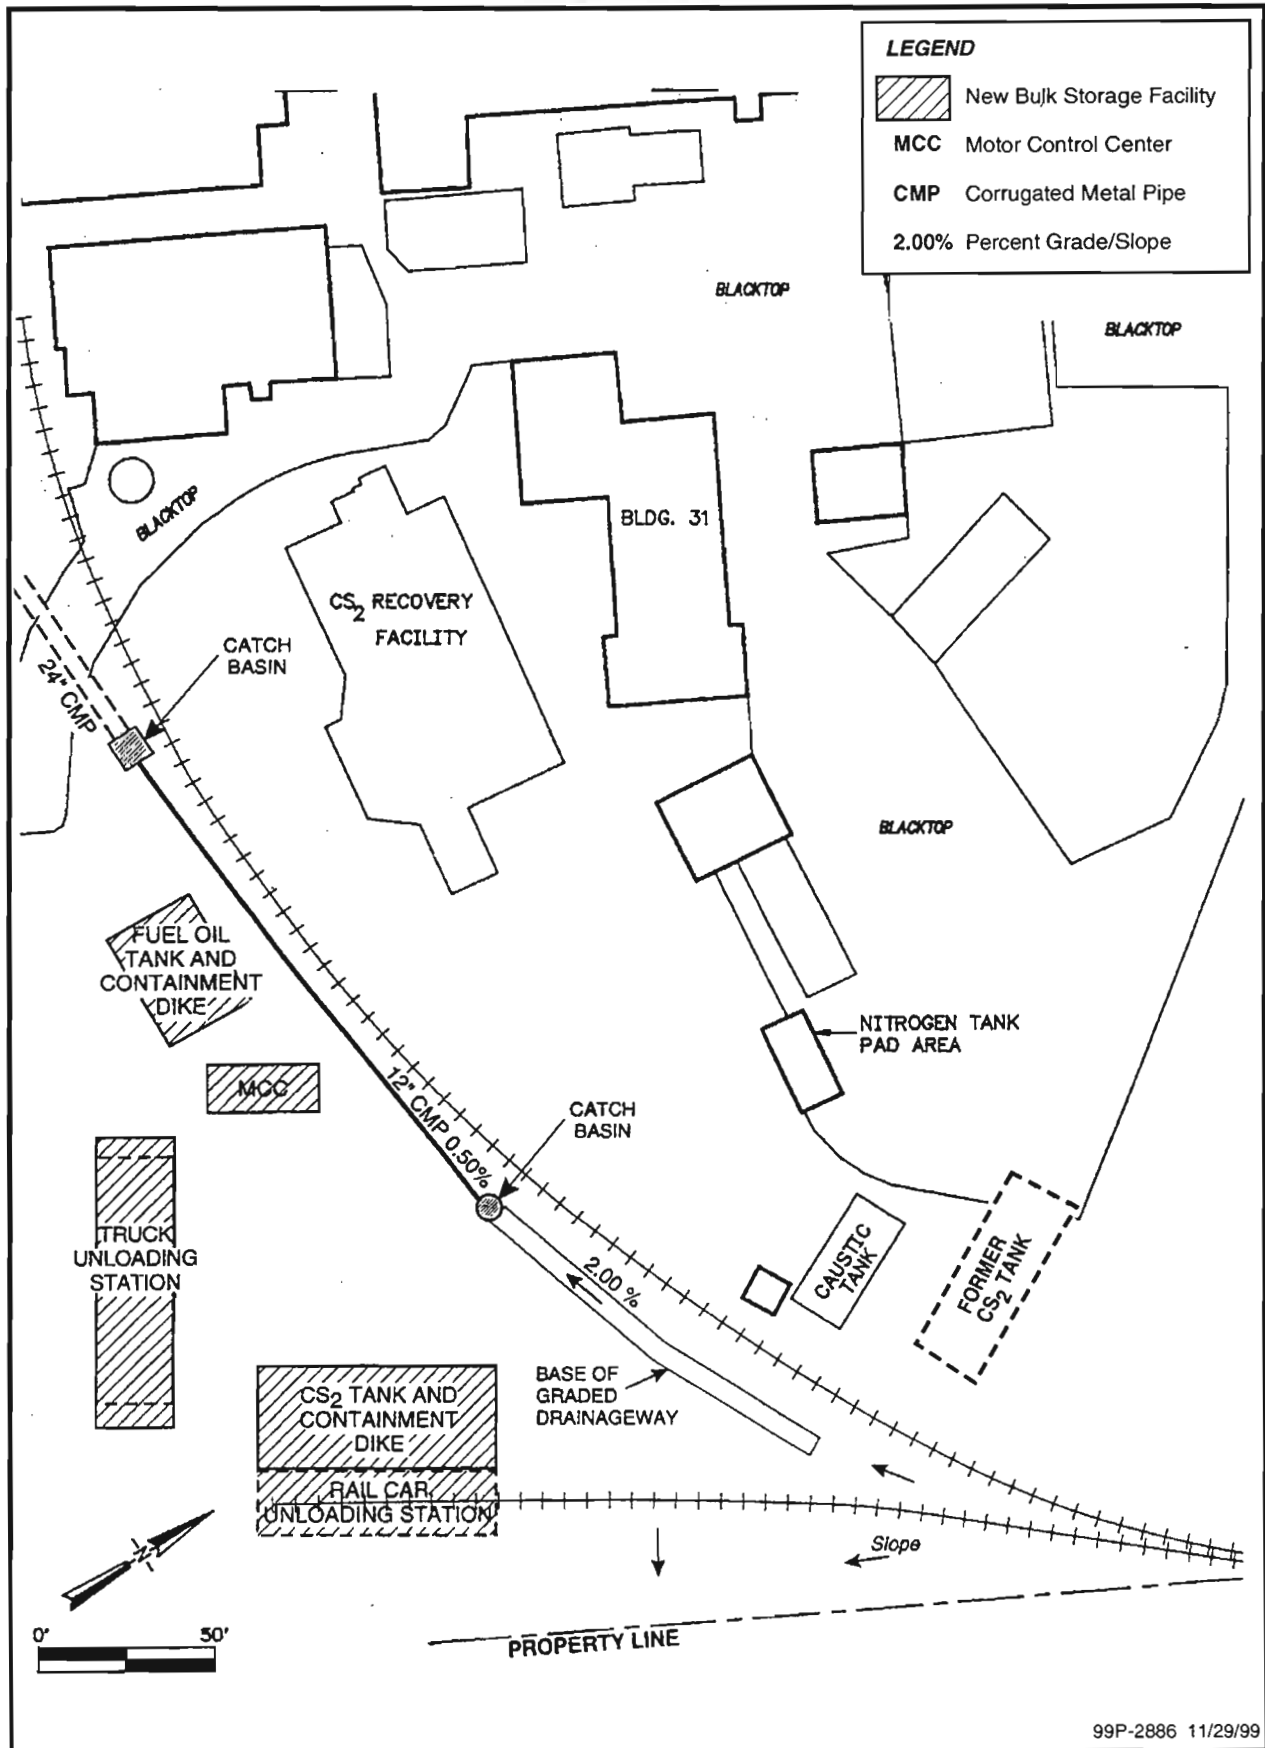 LEGEND
New Bulk Storage Facility
MCC Motor Control Center
CMP Corrugated Metal Pipe
2.00% Percent Grade/Slope
BLACKTOP
BLACKTOP
BLACKTOP
BLDG. 31
CS2 RECOVERY
FACILITY
CATCH
BASIN
24" CMP
BLACKTOP
FUEL OIL
TANK AND
CONTAINMENT
DIKE
NITROGEN TANK
PAD AREA
MCC
12" CMP 0.50%
CATCH
BASIN
TRUCK
UNLOADING
STATION
2.00 %
CAUSTIC
TANK
FORMER
CS2 TANK
BASE OF
GRADED
DRAINAGEWAY
CS2 TANK AND
CONTAINMENT
DIKE
RAIL CAR
UNLOADING STATION
Slope
N
0' 50'
PROPERTY LINE
99P-2886 11/29/99